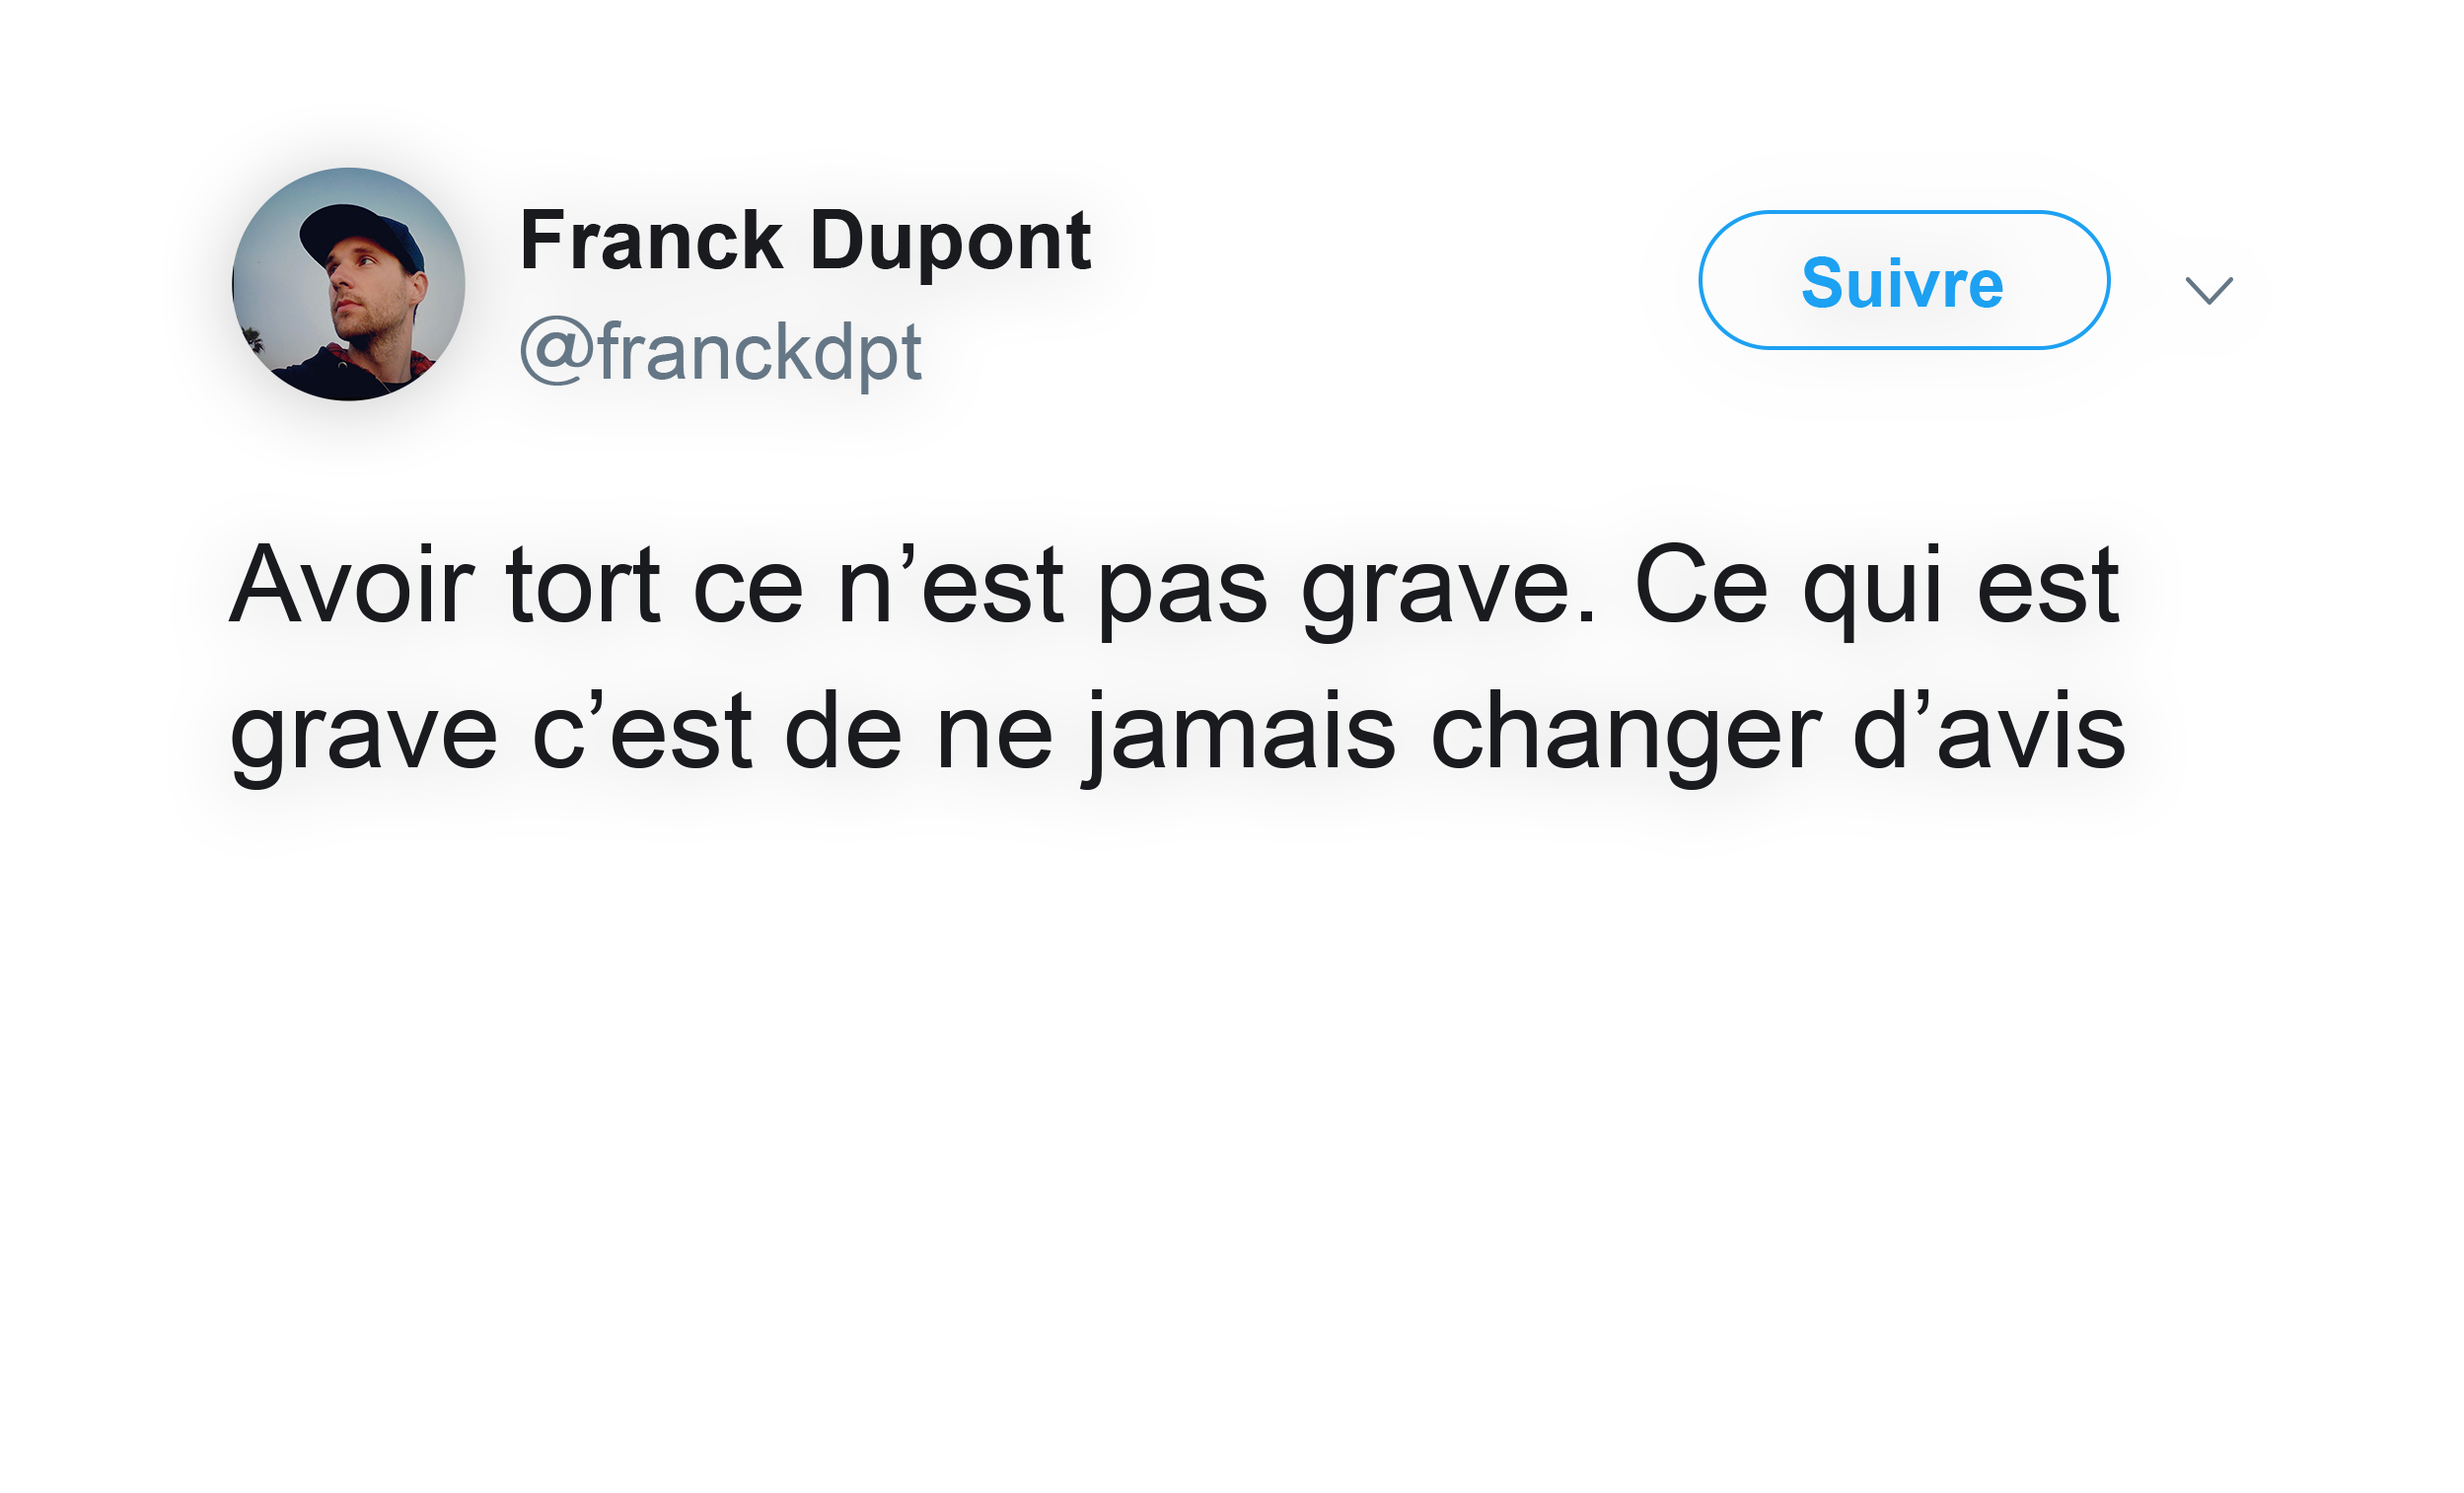 Franck Dupont
@franckdpt
Suivre
Avoir tort ce n’est pas grave. Ce qui est
grave c’est de ne jamais changer d’avis